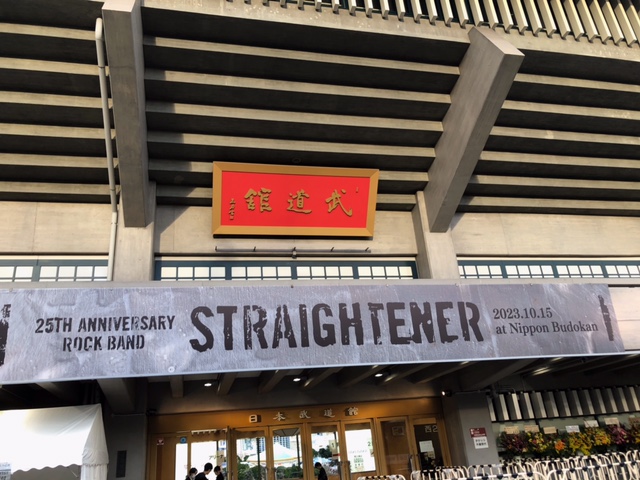 武道館
25TH ANNIVERSARY
ROCK BAND
STRAIGHTENER
2023.10.15
at Nippon Budokan
日本武道館